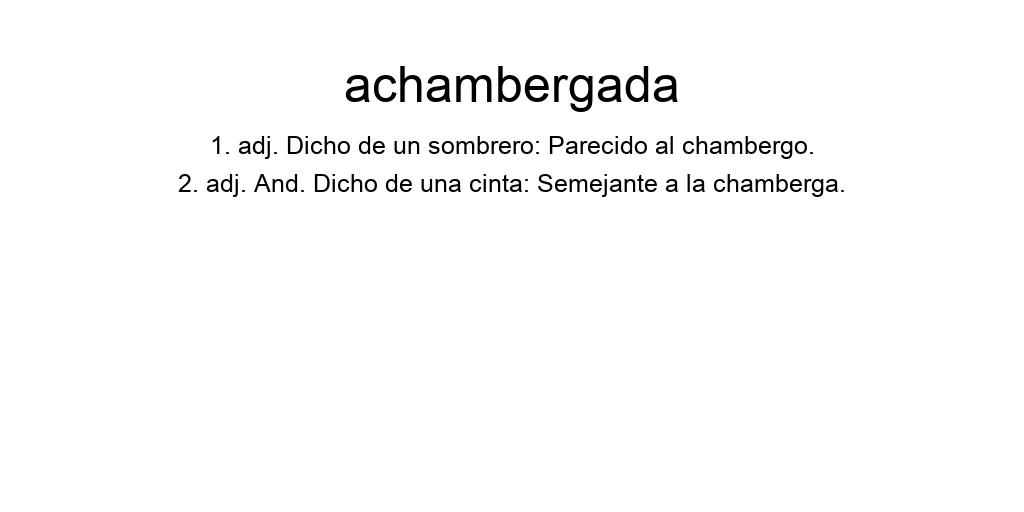 achambergada
1. adj. Dicho de un sombrero: Parecido al chambergo.
2. adj. And. Dicho de una cinta: Semejante a la chamberga.